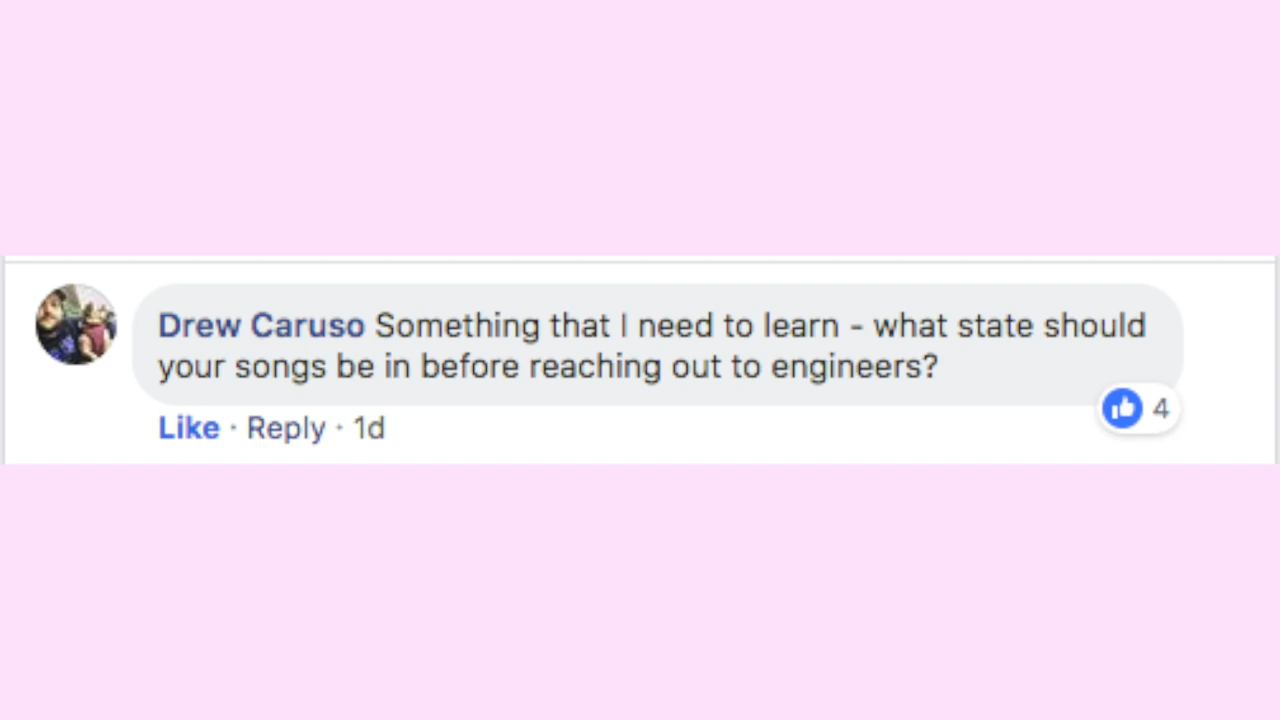 Drew Caruso Something that I need to learn - what state should
your songs be in before reaching out to engineers?
Like · Reply · 1d
4